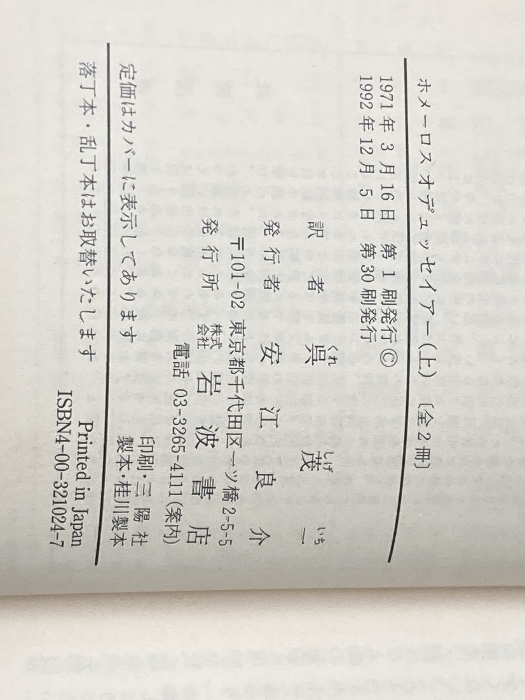 ホメーロス オデュッセイアー(上) 〔全2冊〕
1971年 3月16日 第1刷発行©
1992年12月 5日 第30刷発行
訳者 呉 茂 一
くれ しげ いち
発行者 安江良介
〒101-02 東京都千代田区一ツ橋2-5-5
発行所 株式会社 岩波書店
電話 03-3265-4111(案内)
印刷・三陽社
製本・桂川製本
定価はカバーに表示してあります
落丁本・乱丁本はお取替いたします
Printed in Japan
ISBN4-00-321024-7